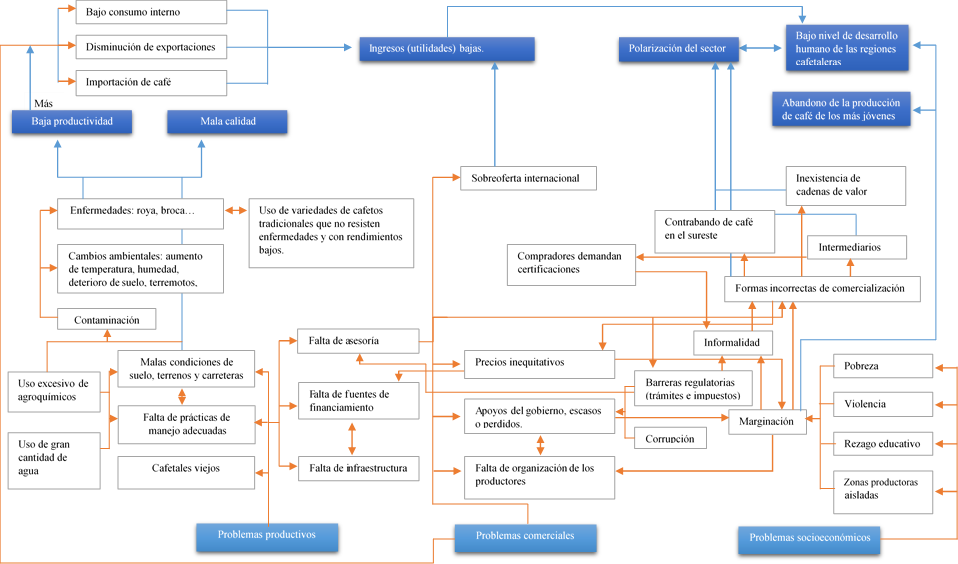 Bajo consumo interno
Disminución de exportaciones
Importación de café
Ingresos (utilidades) bajas.
Polarización del sector
Bajo nivel de desarrollo
humano de las regiones
cafetaleras
Abandono de la producción
de café de los más jóvenes
Más
Baja productividad
Mala calidad
Sobreoferta internacional
Inexistencia de
cadenas de valor
Enfermedades: roya, broca…
Uso de variedades de cafetos
tradicionales que no resisten
enfermedades y con rendimientos
bajos.
Contrabando de café
en el sureste
Intermediarios
Cambios ambientales: aumento
de temperatura, humedad,
deterioro de suelo, terremotos,
Compradores demandan
certificaciones
Formas incorrectas de comercialización
Contaminación
Falta de asesoría
Informalidad
Malas condiciones de
suelo, terrenos y carreteras
Precios inequitativos
Pobreza
Uso excesivo de
agroquímicos
Falta de fuentes de
financiamiento
Barreras regulatorias
(trámites e impuestos)
Violencia
Falta de prácticas de
manejo adecuadas
Apoyos del gobierno, escasos
o perdidos.
Marginación
Uso de gran
cantidad de
agua
Corrupción
Rezago educativo
Cafetales viejos
Falta de infraestructura
Falta de organización de los
productores
Zonas productoras
aisladas
Problemas productivos
Problemas comerciales
Problemas socioeconómicos